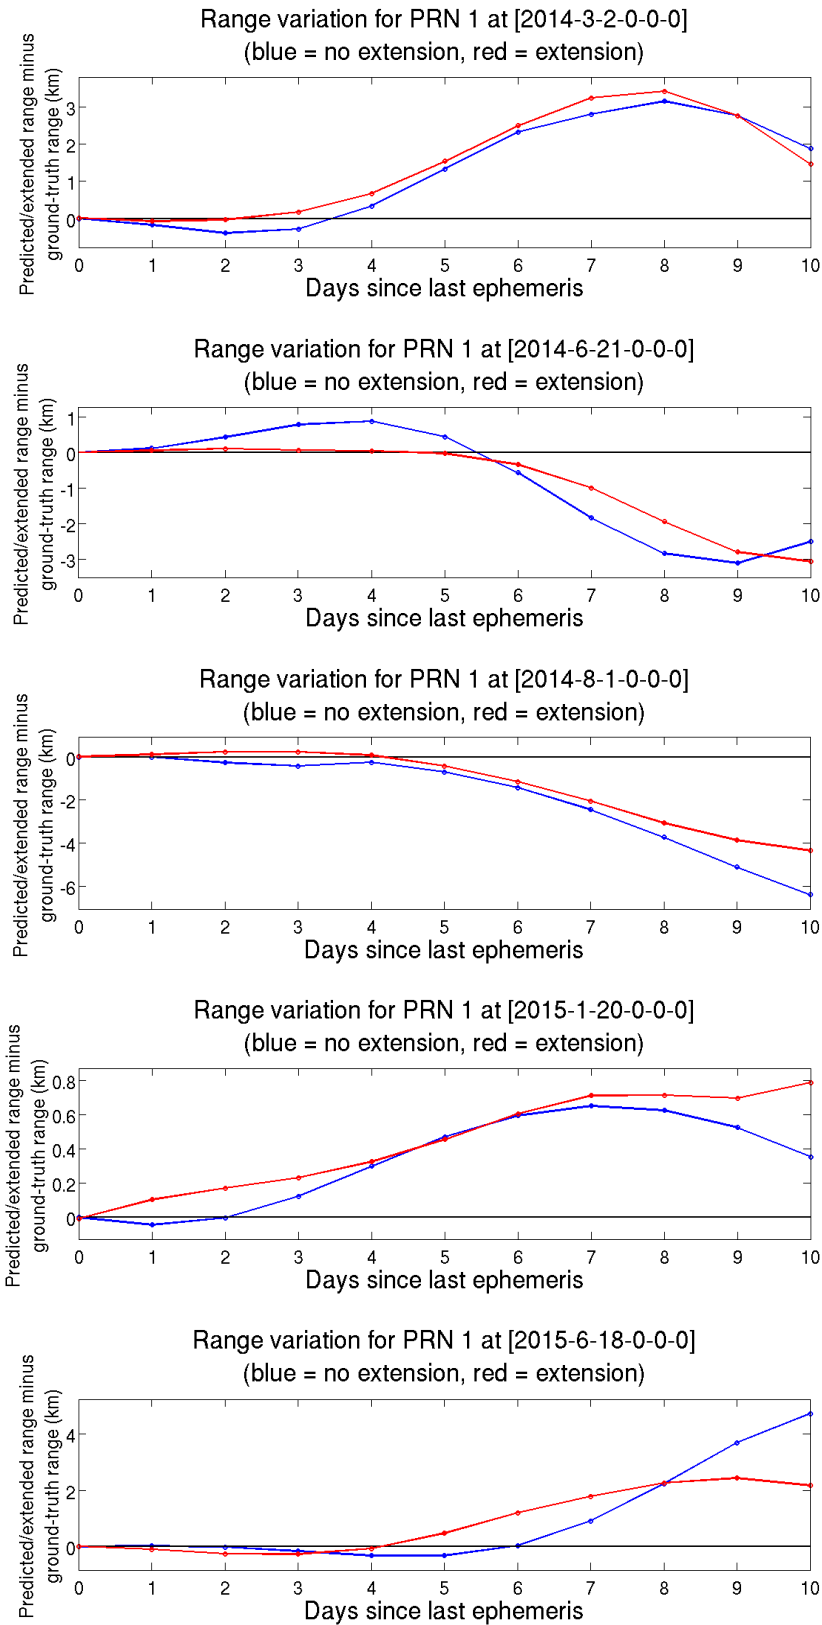 Range variation for PRN 1 at [2014-3-2-0-0-0]
(blue = no extension, red = extension)
Predicted/extended range minus
ground-truth range (km)
3
2
1
0
0 1 2 3 4 5 6 7 8 9 10
Days since last ephemeris
Range variation for PRN 1 at [2014-6-21-0-0-0]
(blue = no extension, red = extension)
Predicted/extended range minus
ground-truth range (km)
1
0
-1
-2
-3
0 1 2 3 4 5 6 7 8 9 10
Days since last ephemeris
Range variation for PRN 1 at [2014-8-1-0-0-0]
(blue = no extension, red = extension)
Predicted/extended range minus
ground-truth range (km)
0
-2
-4
-6
0 1 2 3 4 5 6 7 8 9 10
Days since last ephemeris
Range variation for PRN 1 at [2015-1-20-0-0-0]
(blue = no extension, red = extension)
Predicted/extended range minus
ground-truth range (km)
0.8
0.6
0.4
0.2
0
0 1 2 3 4 5 6 7 8 9 10
Days since last ephemeris
Range variation for PRN 1 at [2015-6-18-0-0-0]
(blue = no extension, red = extension)
Predicted/extended range minus
ground-truth range (km)
4
2
0
0 1 2 3 4 5 6 7 8 9 10
Days since last ephemeris